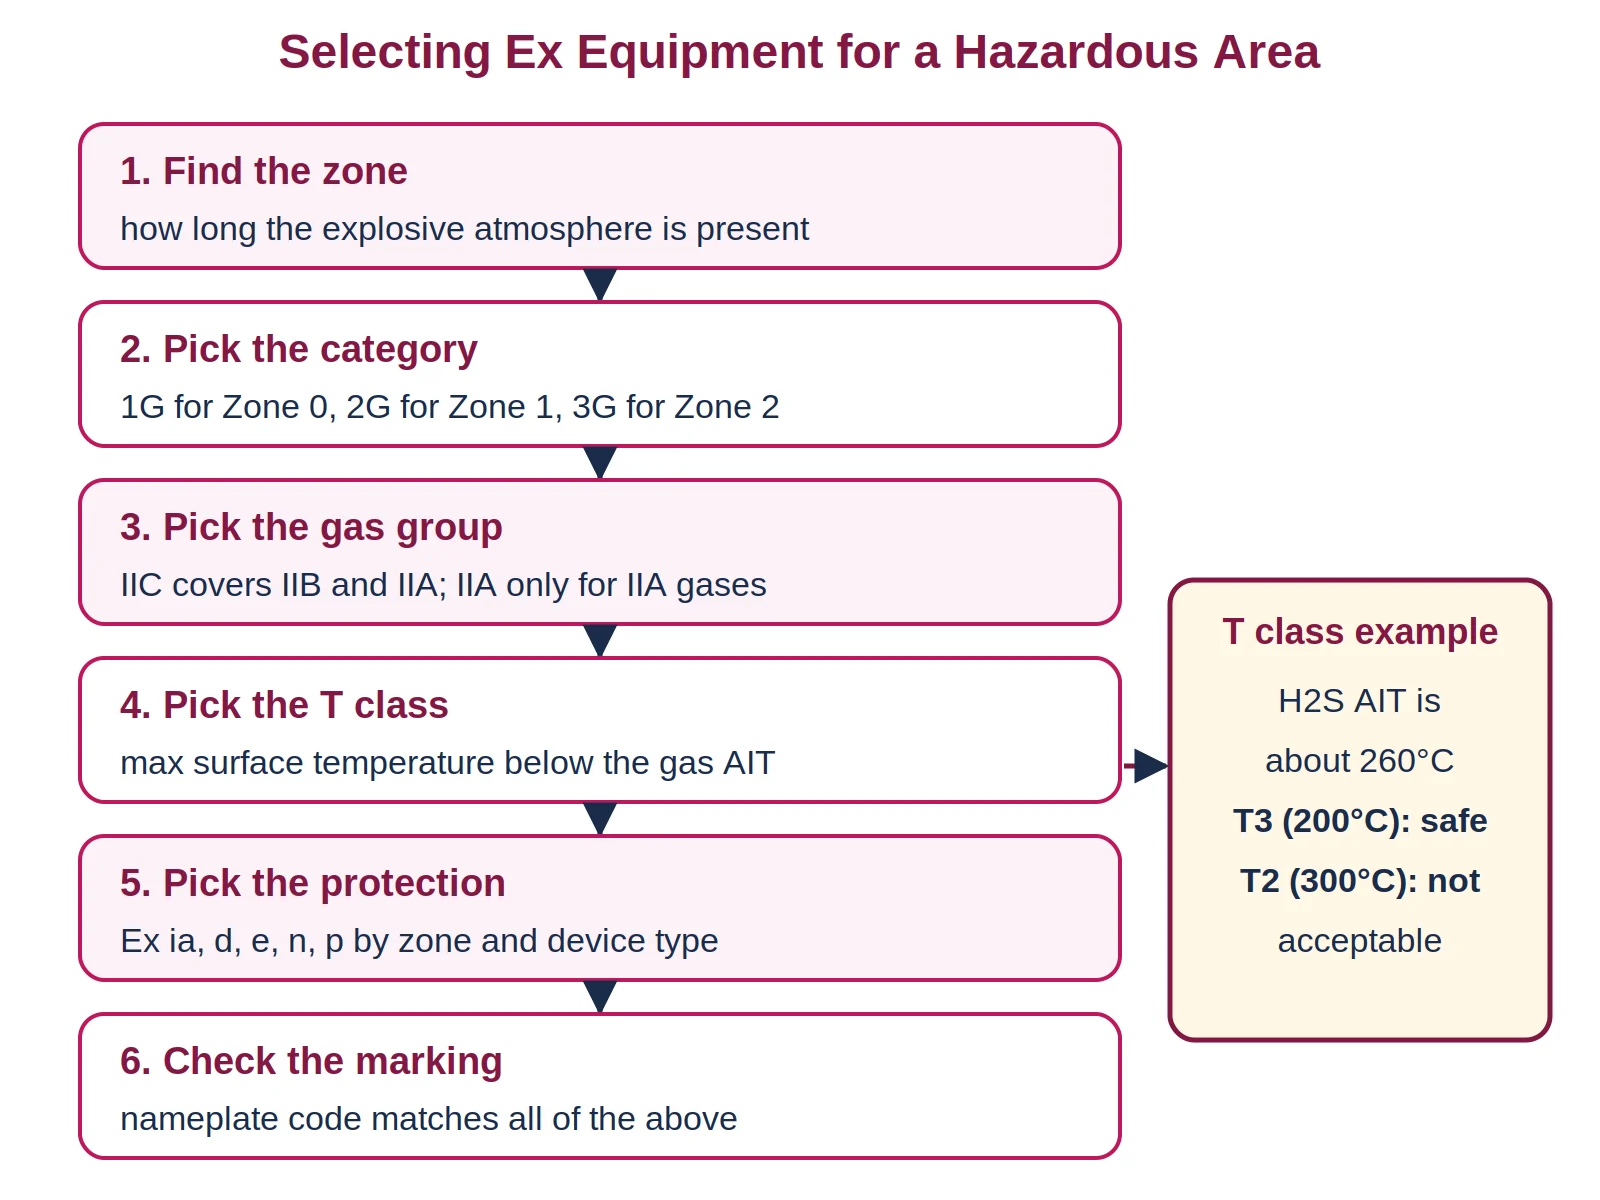 Selecting Ex Equipment for a Hazardous Area
1. Find the zone
how long the explosive atmosphere is present
2. Pick the category
1G for Zone 0, 2G for Zone 1, 3G for Zone 2
3. Pick the gas group
IIC covers IIB and IIA; IIA only for IIA gases
4. Pick the T class
max surface temperature below the gas AIT
5. Pick the protection
Ex ia, d, e, n, p by zone and device type
6. Check the marking
nameplate code matches all of the above
T class example
H2S AIT is
about 260°C
T3 (200°C): safe
T2 (300°C): not
acceptable